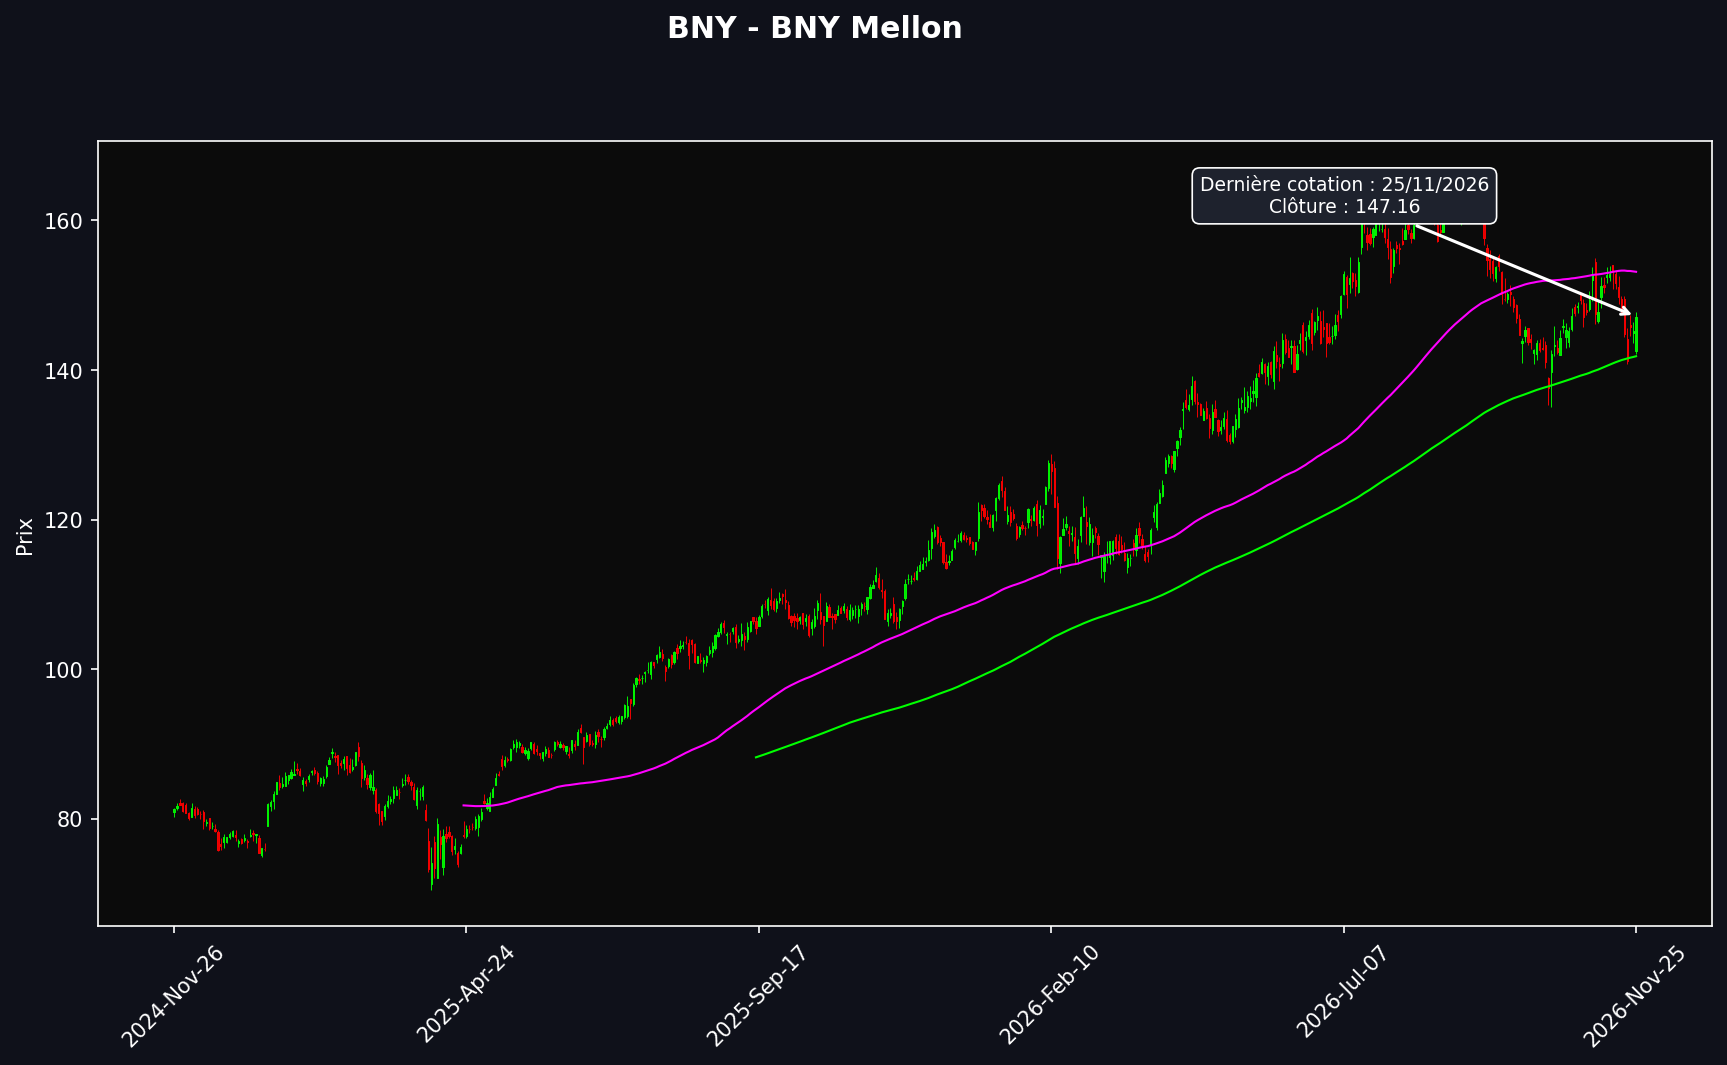 BNY - BNY Mellon
Dernière cotation : 25/11/2026
Clôture : 147.16
Prix
160
140
120
100
80
2024-Nov-26
2025-Apr-24
2025-Sep-17
2026-Feb-10
2026-Jul-07
2026-Nov-25